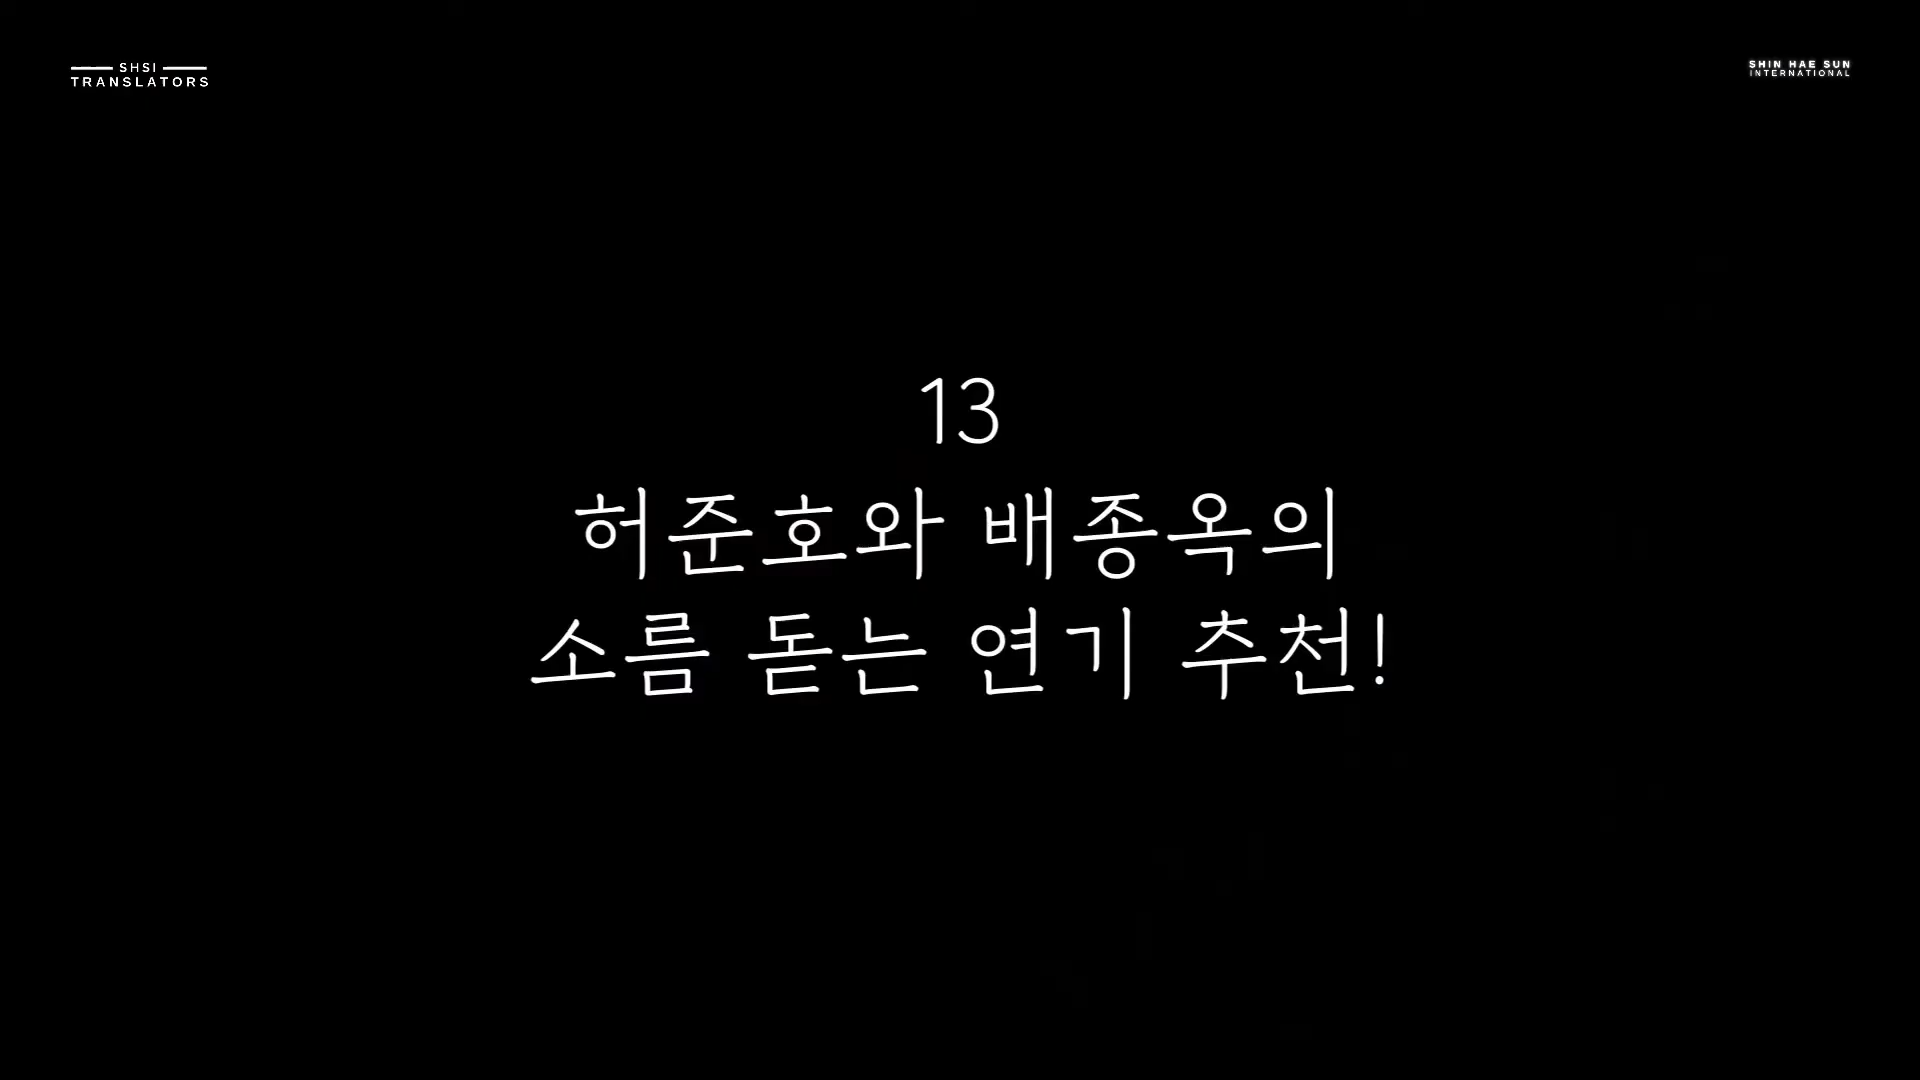 SHSI
TRANSLATORS
SHIN HAE SUN
INTERNATIONAL
13
허준호와 배종옥의
소름 돋는 연기 추천!